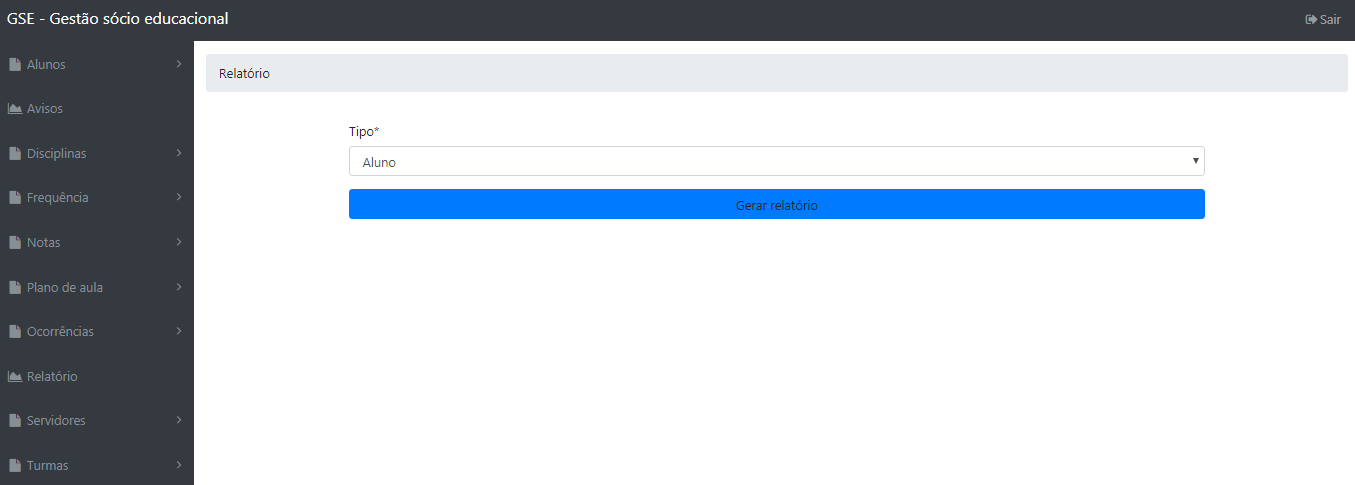 GSE - Gestão sócio educacional
Sair
Alunos
Avisos
Disciplinas
Frequência
Notas
Plano de aula
Ocorrências
Relatório
Servidores
Turmas
Relatório
Tipo*
Aluno
Gerar relatório